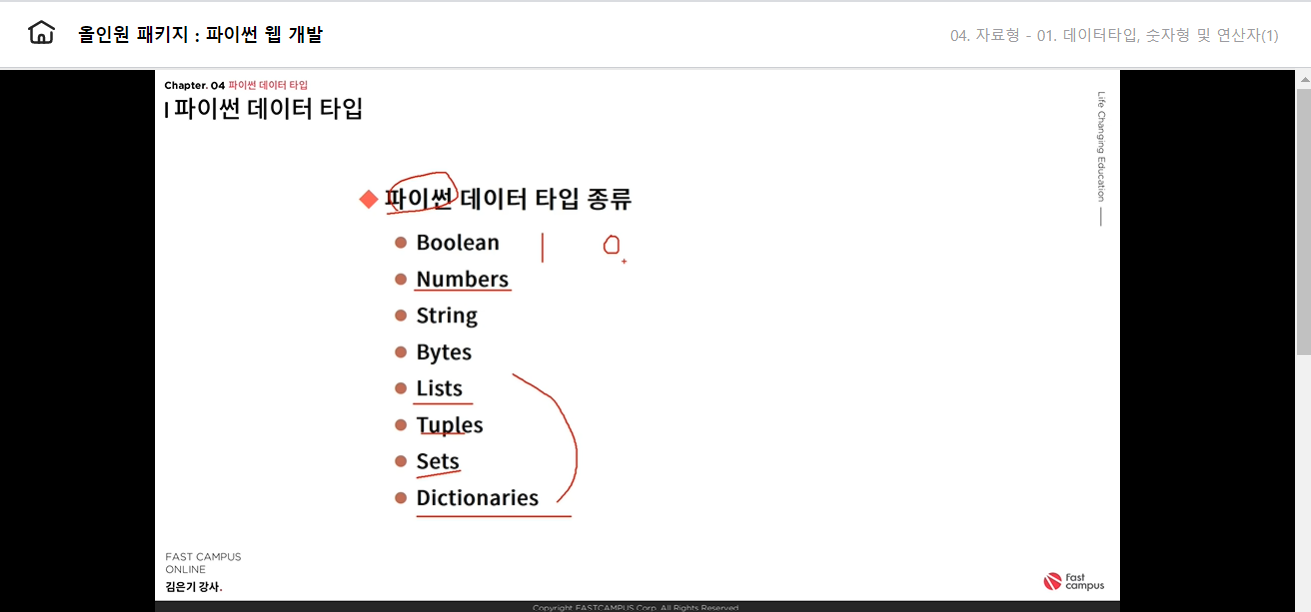 올인원 패키지 : 파이썬 웹 개발
04. 자료형 - 01. 데이터타입, 숫자형 및 연산자(1)
Chapter. 04 파이썬 데이터 타입
파이썬 데이터 타입
Life Changing Education
파이썬 데이터 타입 종류
Boolean
1 0
Numbers
String
Bytes
Lists
Tuples
Sets
Dictionaries
FAST CAMPUS
ONLINE
김은기 강사.
Fast
campus
Copyright FASTCAMPUS Corp. All Rights Reserved